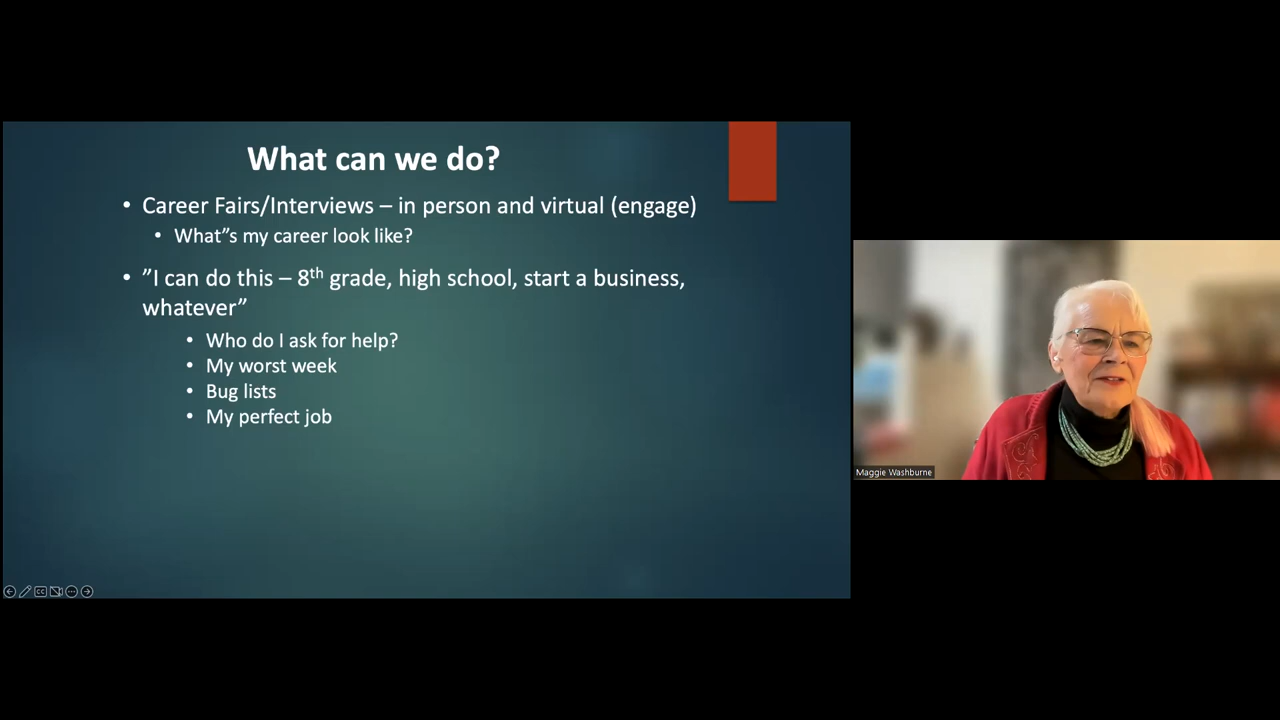 What can we do?
• Career Fairs/Interviews – in person and virtual (engage)
• What"s my career look like?
• ”I can do this – 8th grade, high school, start a business,
whatever”
• Who do I ask for help?
• My worst week
• Bug lists
• My perfect job
Maggie Washburne
CC